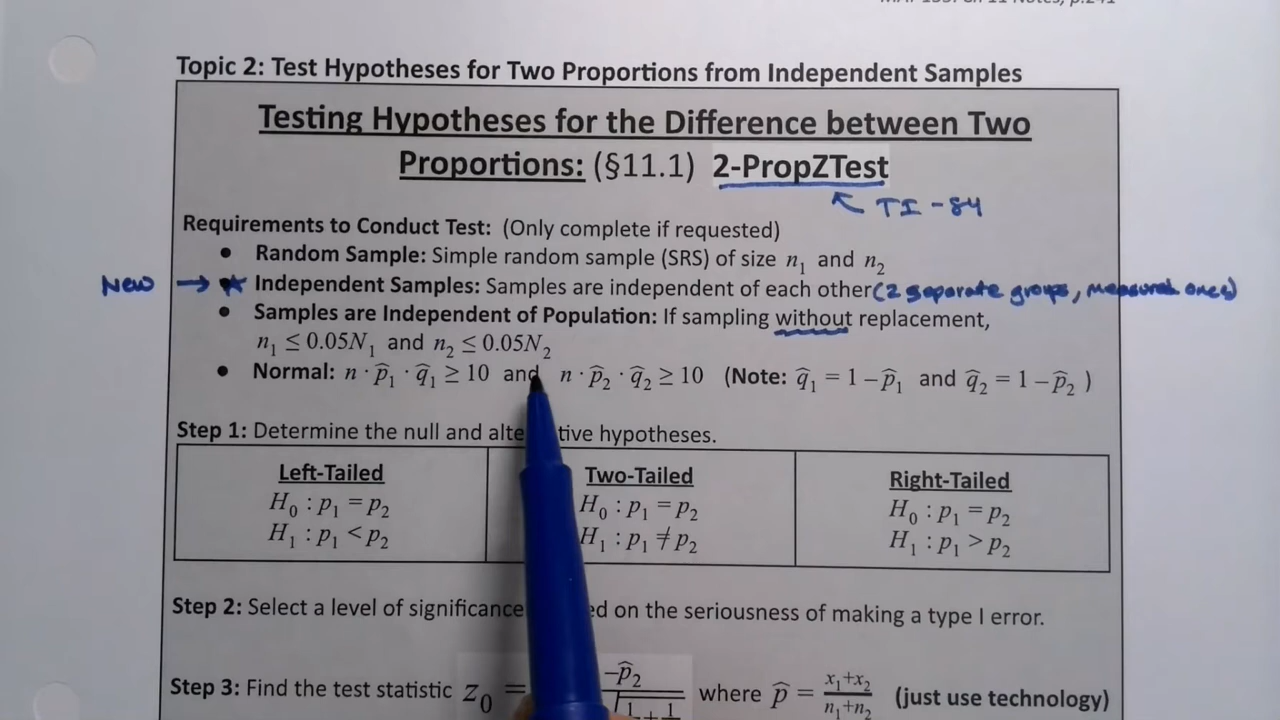 Topic 2: Test Hypotheses for Two Proportions from Independent Samples
Testing Hypotheses for the Difference between Two
Proportions: (§11.1) 2-PropZTest
TI-84
Requirements to Conduct Test: (Only complete if requested)
• Random Sample: Simple random sample (SRS) of size n₁ and n₂
New → ★ Independent Samples: Samples are independent of each other (2 separate groups, measured once)
• Samples are Independent of Population: If sampling without replacement,
n₁ ≤ 0.05N₁ and n₂ ≤ 0.05N₂
• Normal: n · p̂₁ · q̂₁ ≥ 10 and n · p̂₂ · q̂₂ ≥ 10 (Note: q̂₁ = 1 − p̂₁ and q̂₂ = 1 − p̂₂ )
Step 1: Determine the null and hypotheses.
Left-Tailed Two-Tailed Right-Tailed
H₀ : p₁ = p₂ H₀ : p₁ = p₂ H₀ : p₁ = p₂
H₁ : p₁ < p₂ H₁ : p₁ ≠ p₂ H₁ : p₁ > p₂
Step 2: Select a level of significance on the seriousness of making a type I error.
Step 3: Find the test statistic z₀ = −p̂₂ where p̂ = x₁+x₂ / n₁+n₂ (just use technology)